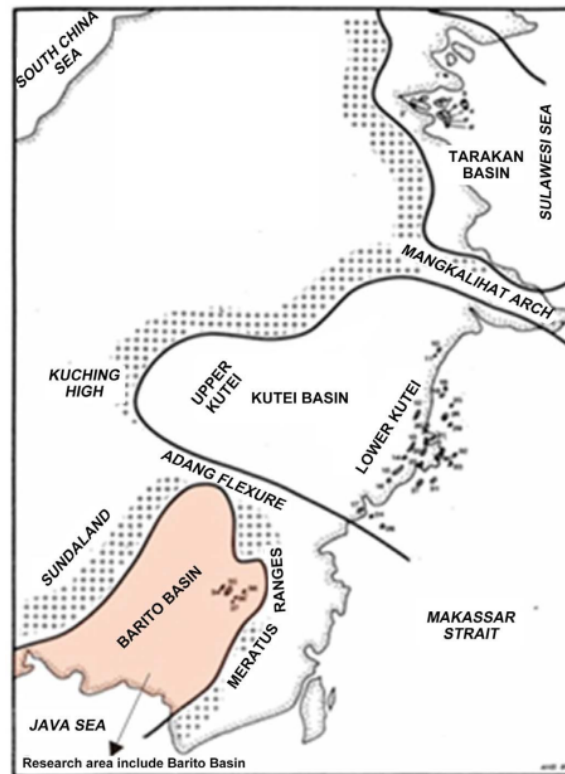 SOUTH CHINA
SEA
TARAKAN
BASIN
SULAWESI SEA
MANGKALIHAT ARCH
KUCHING
HIGH
UPPER
KUTEI
KUTEI BASIN
LOWER KUTEI
ADANG FLEXURE
SUNDALAND
BARITO BASIN
MERATUS
RANGES
MAKASSAR
STRAIT
JAVA SEA
Research area include Barito Basin